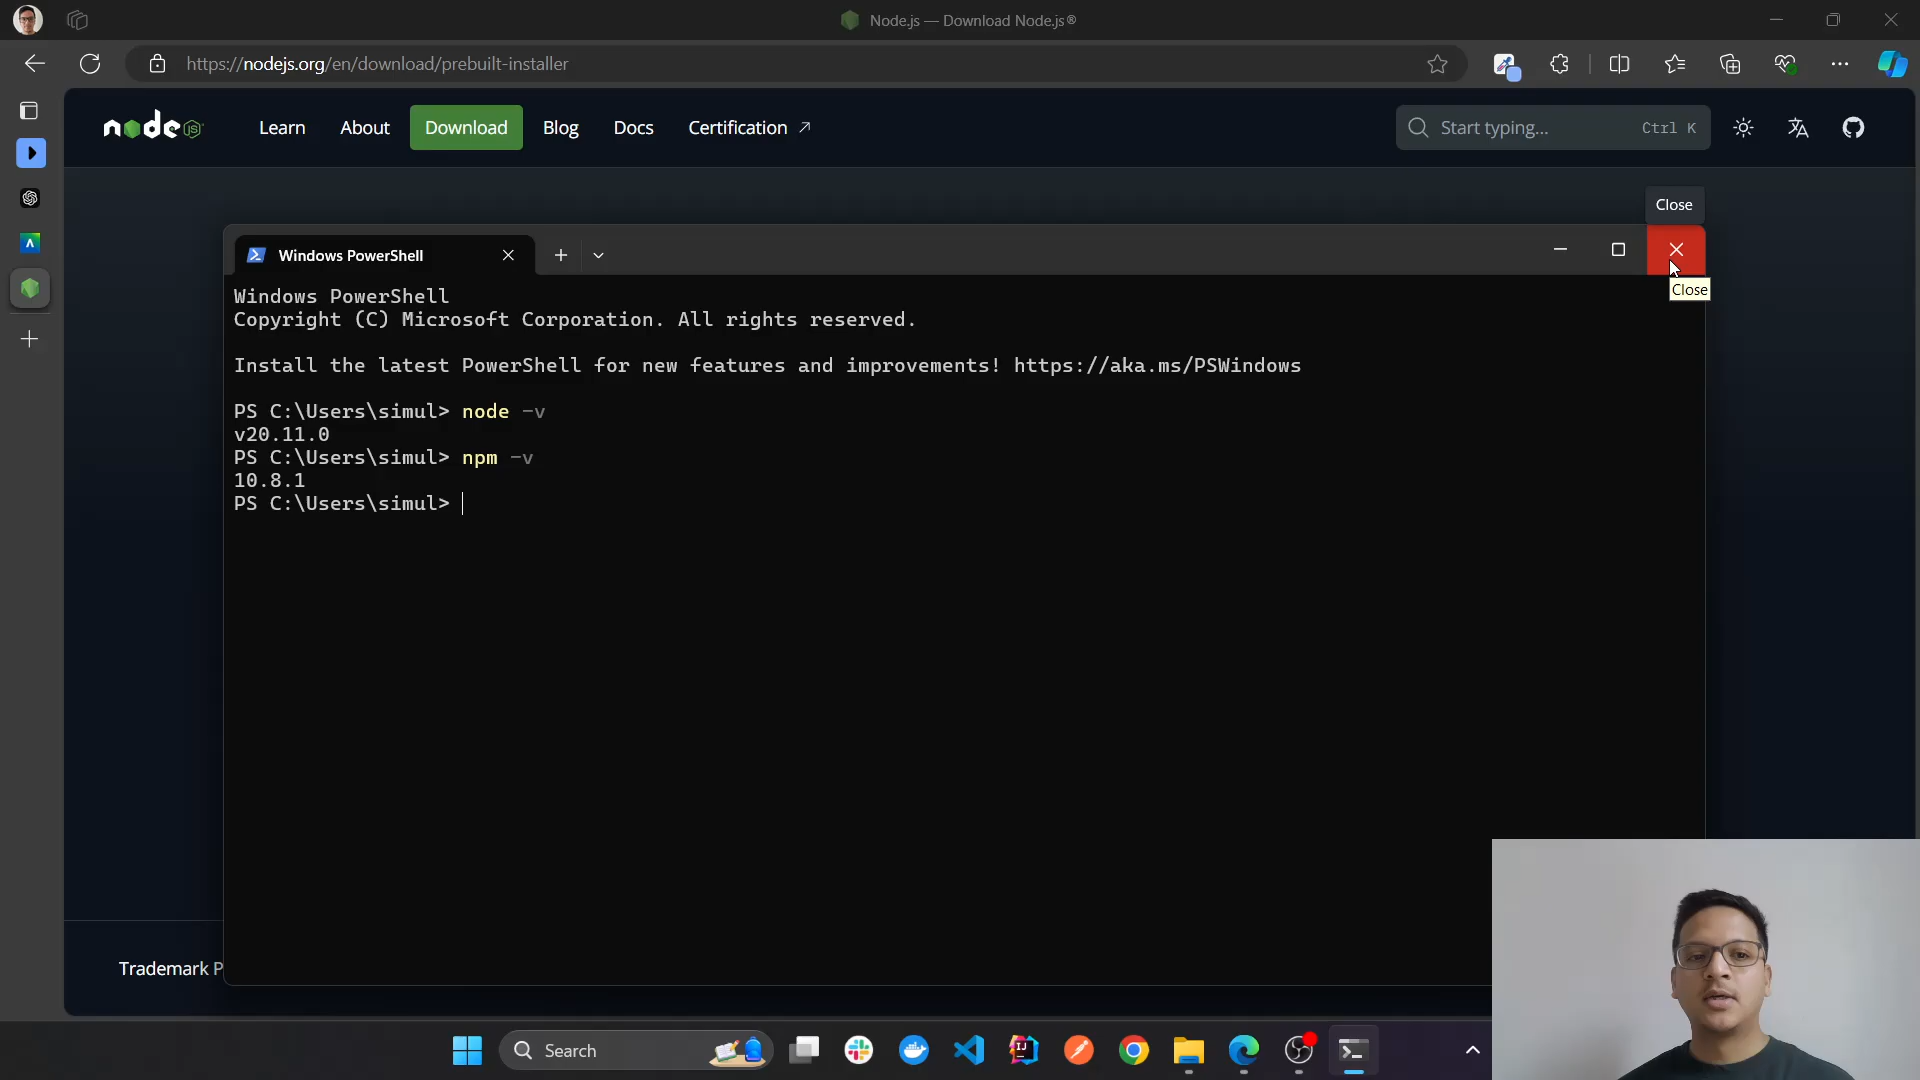 Node.js — Download Node.js®
https://nodejs.org/en/download/prebuilt-installer
node JS
Learn
About
Download
Blog
Docs
Certification
Start typing...
Ctrl K
Close
Windows PowerShell
Close
Windows PowerShell
Copyright (C) Microsoft Corporation. All rights reserved.
Install the latest PowerShell for new features and improvements! https://aka.ms/PSWindows
PS C:\Users\simul> node -v
v20.11.0
PS C:\Users\simul> npm -v
10.8.1
PS C:\Users\simul>
Trademark P
Search